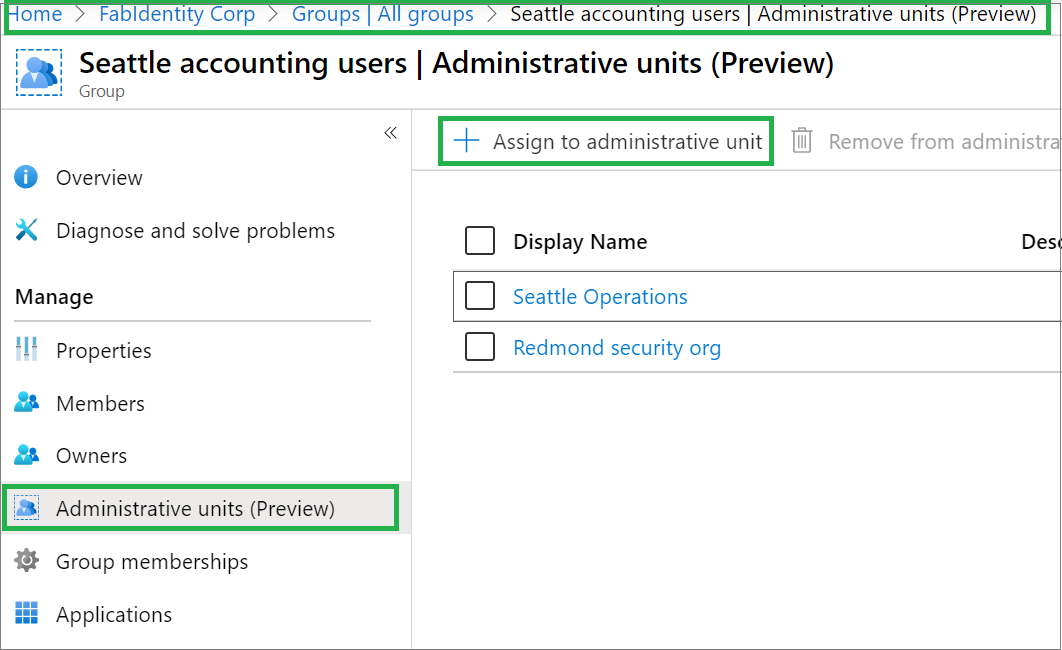 Home > FabIdentity Corp > Groups | All groups > Seattle accounting users | Administrative units (Preview)
Seattle accounting users | Administrative units (Preview)
Group
«
Assign to administrative unit
Remove from administra
Overview
Diagnose and solve problems
Manage
Properties
Members
Owners
Administrative units (Preview)
Group memberships
Applications
Display Name
Desc
Seattle Operations
Redmond security org